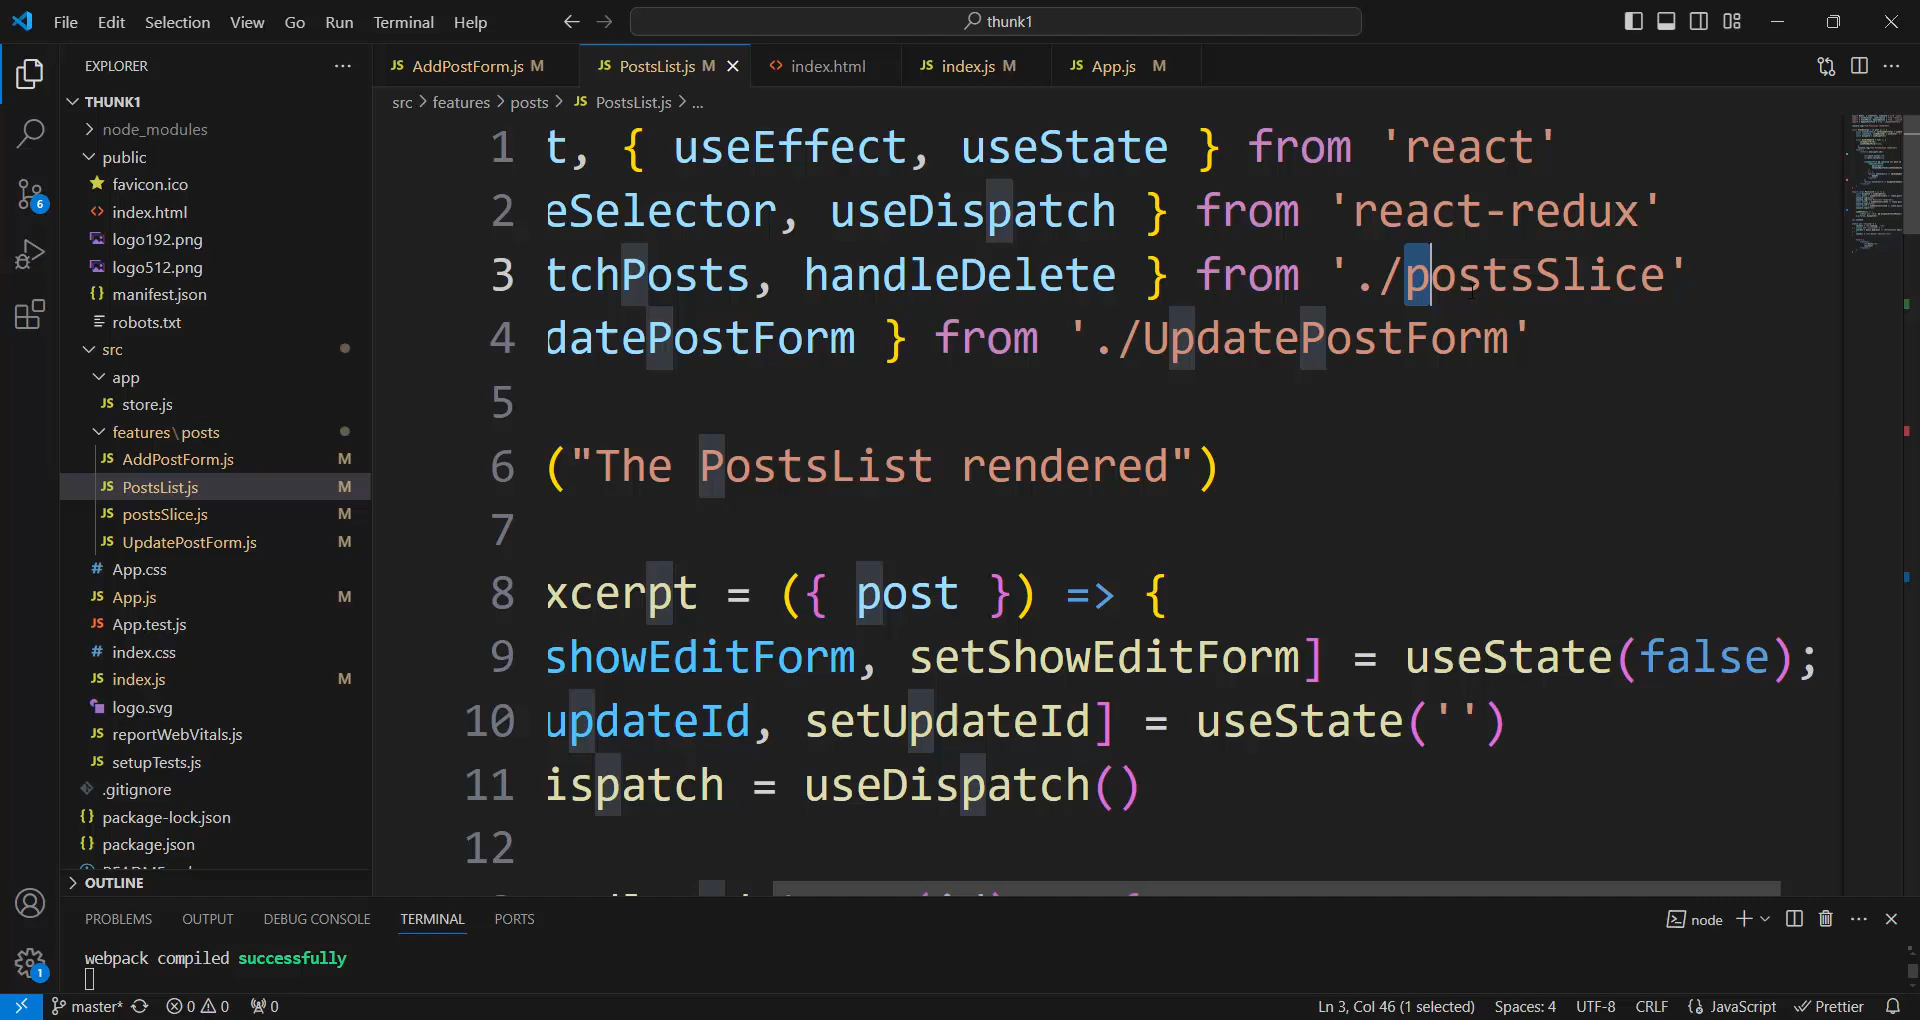 File Edit Selection View Go Run Terminal Help
thunk1
EXPLORER
THUNK1
node_modules
public
favicon.ico
index.html
logo192.png
logo512.png
manifest.json
robots.txt
src
app
store.js
features\posts
AddPostForm.js M
PostsList.js M
postsSlice.js M
UpdatePostForm.js M
App.css
App.js M
App.test.js
index.css
index.js M
logo.svg
reportWebVitals.js
setupTests.js
.gitignore
package-lock.json
package.json
OUTLINE
6
1
JS AddPostForm.js M JS PostsList.js M index.html JS index.js M JS App.js M
src > features > posts > JS PostsList.js > ...
1 t, { useEffect, useState } from 'react'
2 eSelector, useDispatch } from 'react-redux'
3 tchPosts, handleDelete } from './postsSlice'
4 datePostForm } from './UpdatePostForm'
5
6 ("The PostsList rendered")
7
8 xcerpt = ({ post }) => {
9 showEditForm, setShowEditForm] = useState(false);
10 updateId, setUpdateId] = useState('')
11 ispatch = useDispatch()
12
PROBLEMS OUTPUT DEBUG CONSOLE TERMINAL PORTS
node
webpack compiled successfully
master* 0 0 0
Ln 3, Col 46 (1 selected) Spaces: 4 UTF-8 CRLF {} JavaScript Prettier